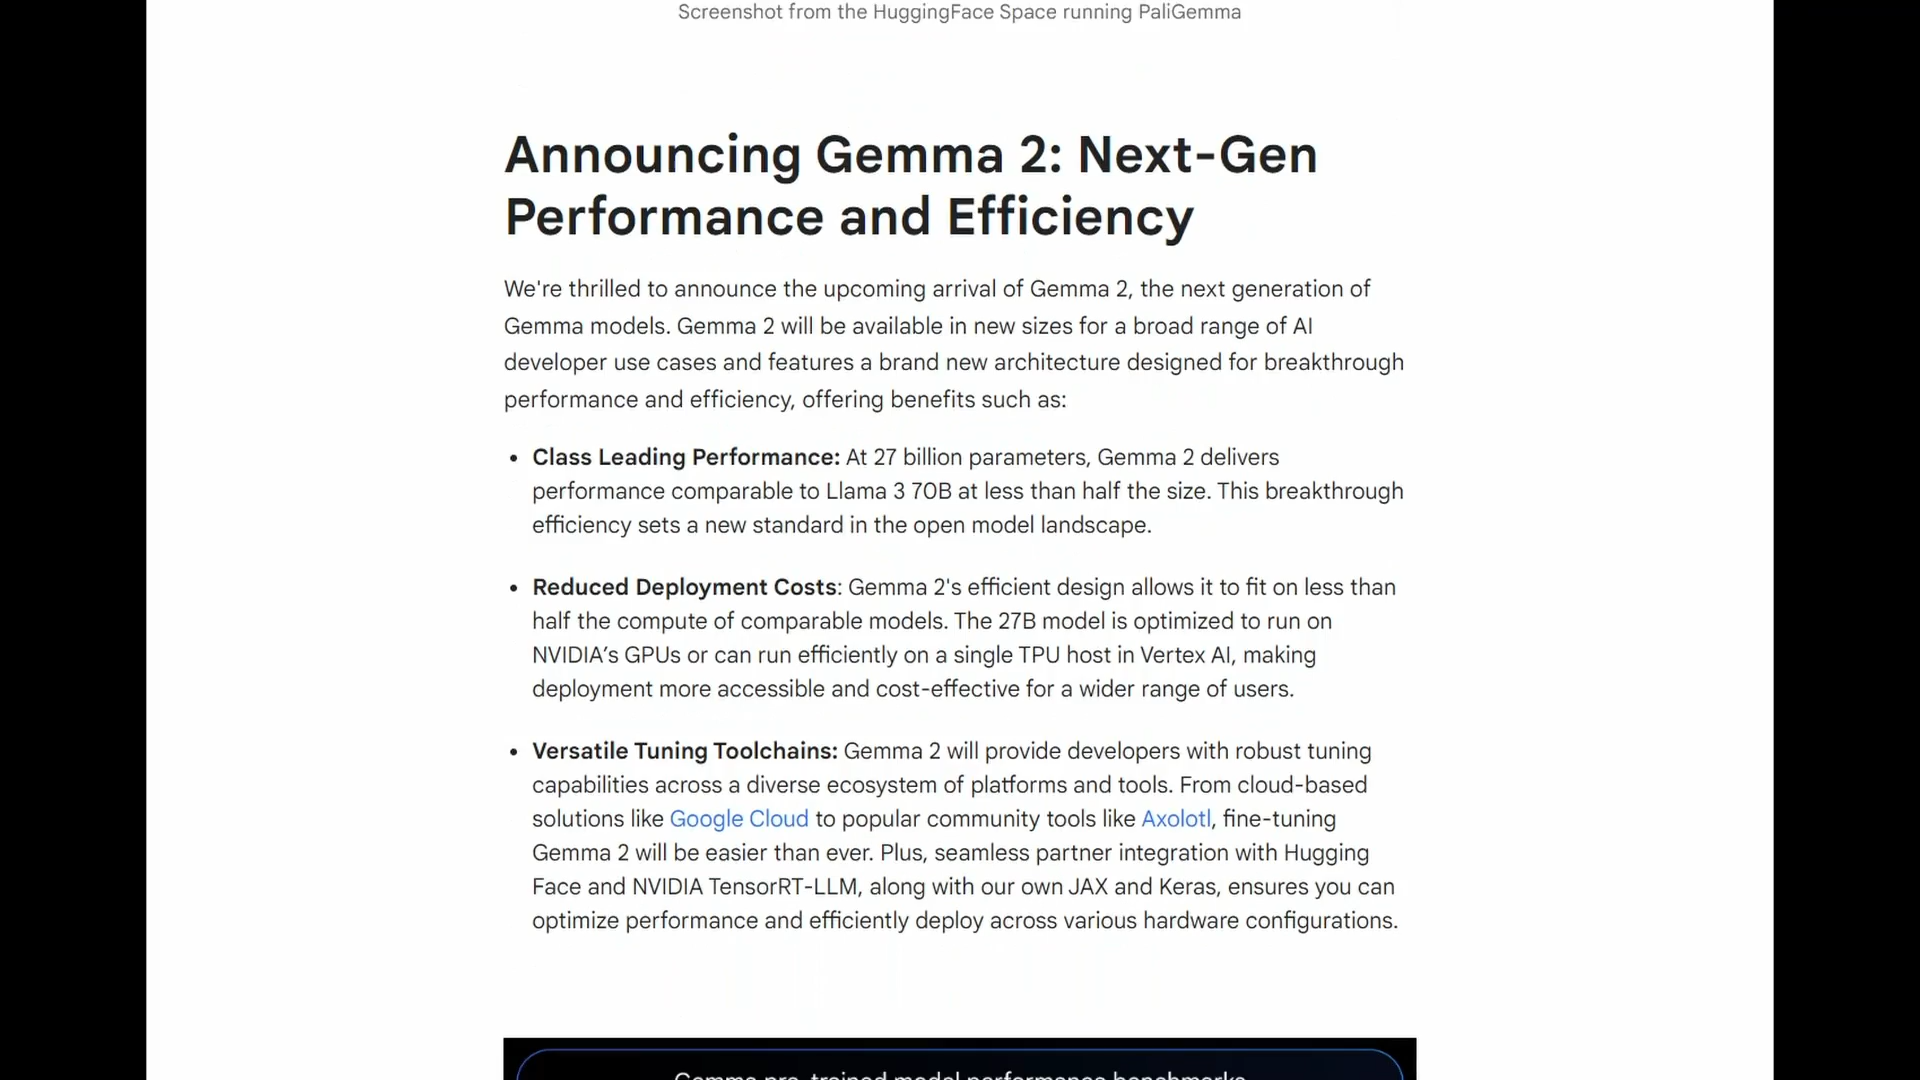 Screenshot from the HuggingFace Space running PaliGemma
Announcing Gemma 2: Next-Gen
Performance and Efficiency
We're thrilled to announce the upcoming arrival of Gemma 2, the next generation of
Gemma models. Gemma 2 will be available in new sizes for a broad range of AI
developer use cases and features a brand new architecture designed for breakthrough
performance and efficiency, offering benefits such as:
• Class Leading Performance: At 27 billion parameters, Gemma 2 delivers
performance comparable to Llama 3 70B at less than half the size. This breakthrough
efficiency sets a new standard in the open model landscape.
• Reduced Deployment Costs: Gemma 2's efficient design allows it to fit on less than
half the compute of comparable models. The 27B model is optimized to run on
NVIDIA’s GPUs or can run efficiently on a single TPU host in Vertex AI, making
deployment more accessible and cost-effective for a wider range of users.
• Versatile Tuning Toolchains: Gemma 2 will provide developers with robust tuning
capabilities across a diverse ecosystem of platforms and tools. From cloud-based
solutions like Google Cloud to popular community tools like Axolotl, fine-tuning
Gemma 2 will be easier than ever. Plus, seamless partner integration with Hugging
Face and NVIDIA TensorRT-LLM, along with our own JAX and Keras, ensures you can
optimize performance and efficiently deploy across various hardware configurations.
Gemma pre-trained model performance benchmarks